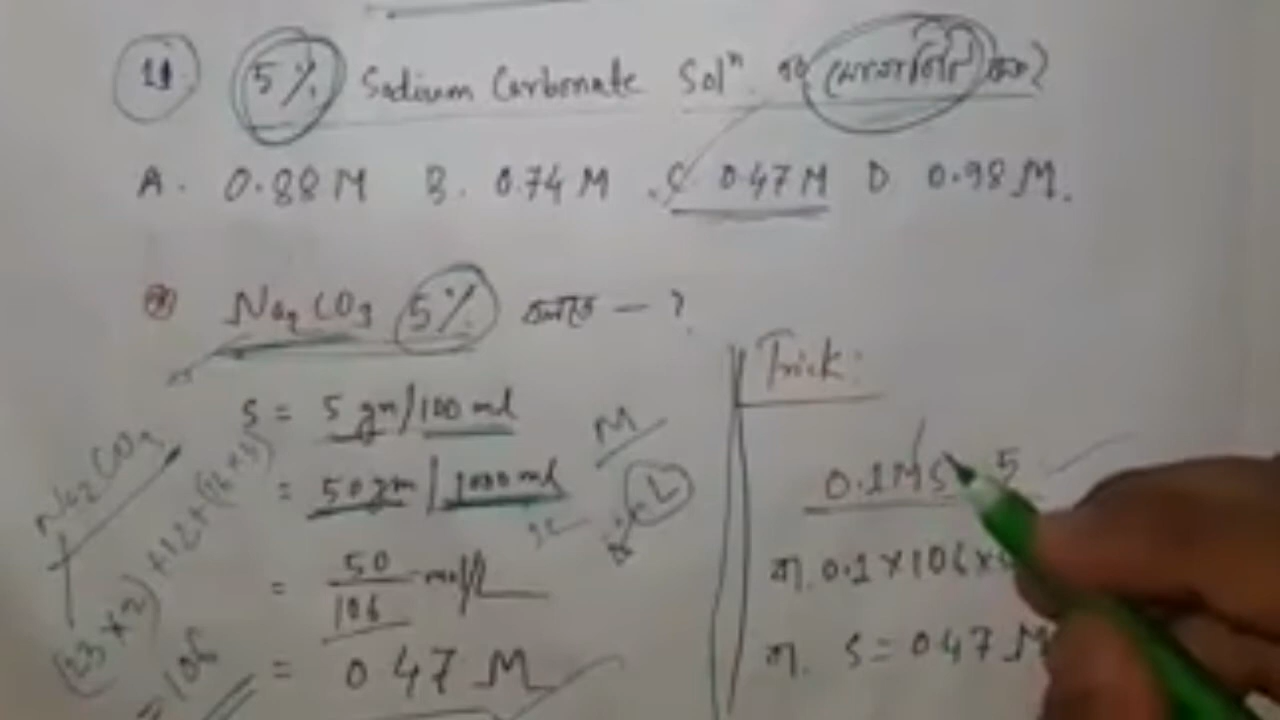 11 5% Sodium Carbonate Solⁿ. এর মোলারিটি কত?
A. 0.88 M B. 0.74 M C. 0.47 M D 0.98 M.
Na₂CO₃ 5% বলতে — ?
S = 5 gm/100 ml
= 50 gm/1000 ml
= 50/106 mol/L
= 0.47 M
Na₂CO₃
(23×2)+12+(16×3)
= 106
M
L
Trick:
0.1MS 5
বা. 0.1×106×
বা. S = 0.47 M